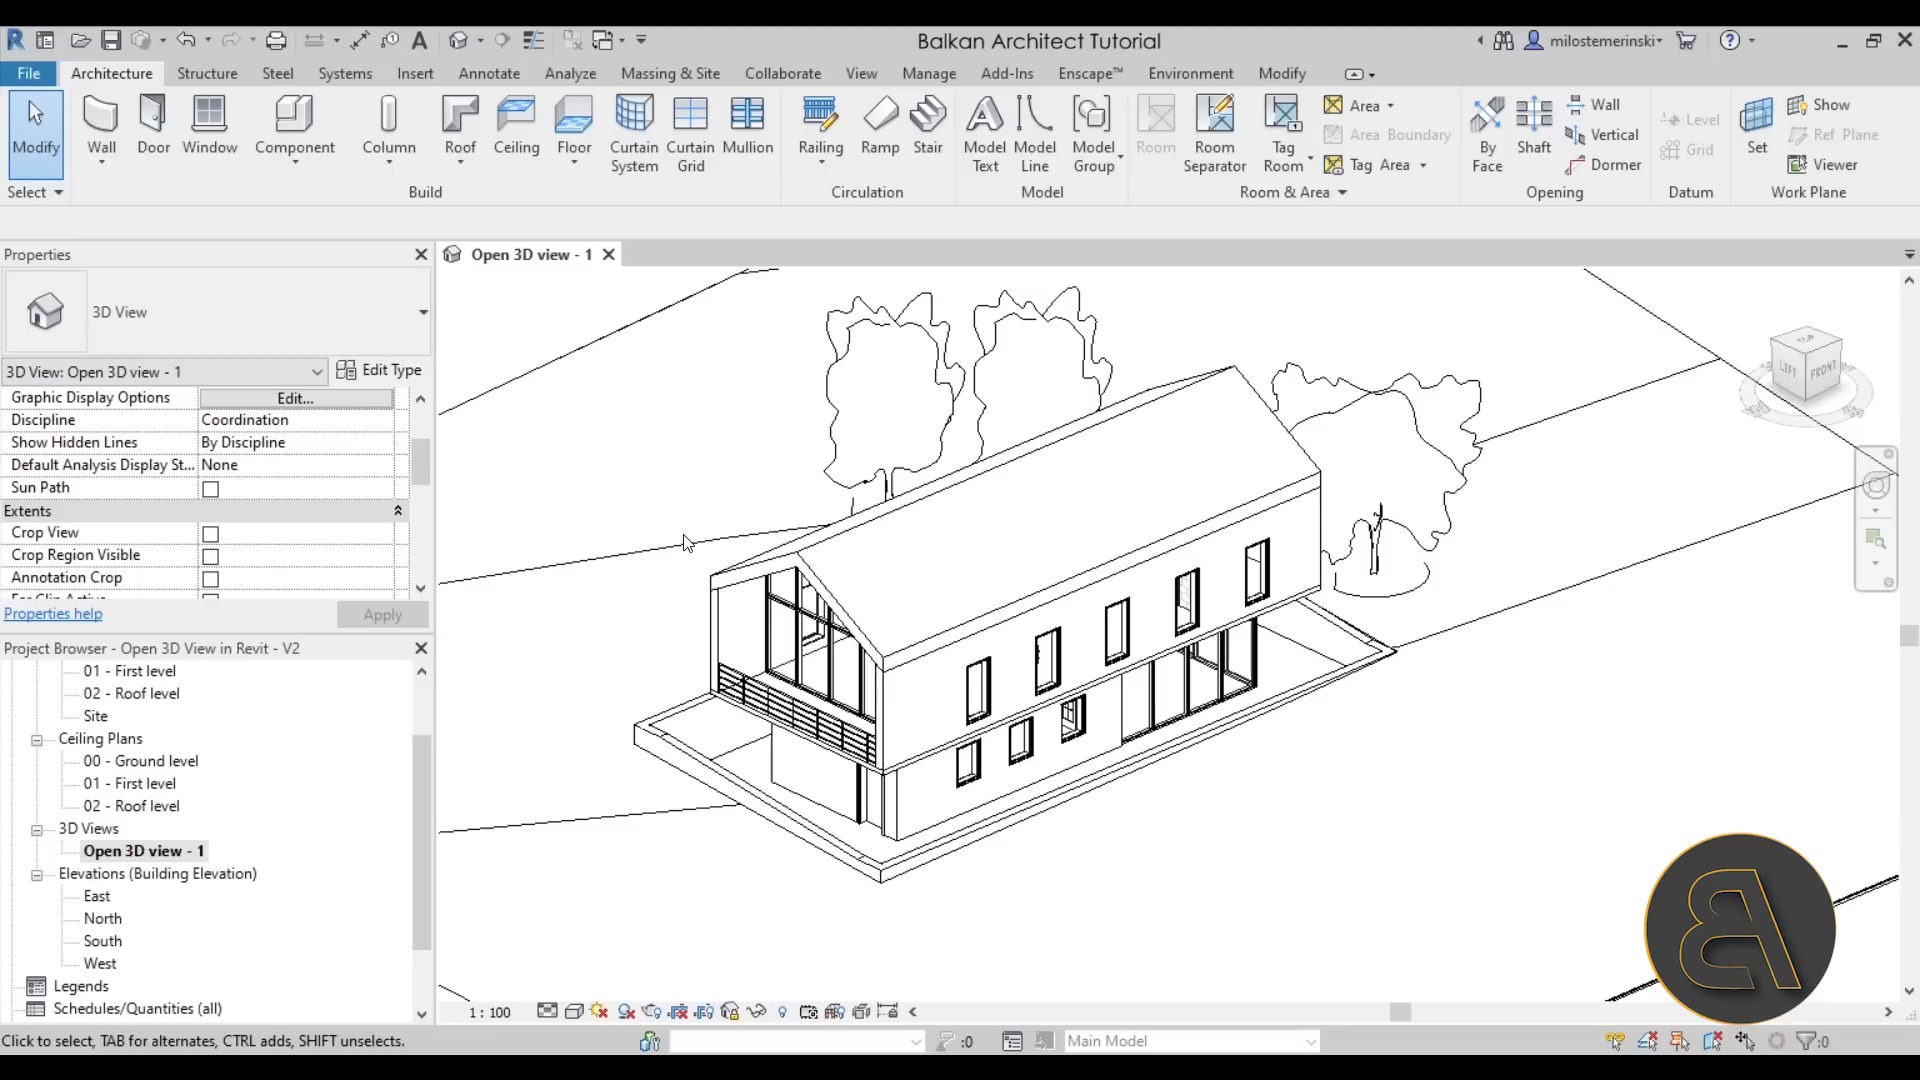 Balkan Architect Tutorial
milostemerinski
File Architecture Structure Steel Systems Insert Annotate Analyze Massing & Site Collaborate View Manage Add-Ins Enscape™ Environment Modify
Modify
Wall
Door
Window
Component
Column
Roof
Ceiling
Floor
Curtain
System
Curtain
Grid
Mullion
Railing
Ramp
Stair
Model
Text
Model
Line
Model
Group
Room
Room
Separator
Tag
Room
Area
Area Boundary
Tag Area
By
Face
Shaft
Wall
Vertical
Dormer
Level
Grid
Set
Show
Ref Plane
Viewer
Select
Build
Circulation
Model
Room & Area
Opening
Datum
Work Plane
Properties
Open 3D view - 1
3D View
3D View: Open 3D view - 1
Edit Type
Graphic Display Options Edit...
Discipline Coordination
Show Hidden Lines By Discipline
Default Analysis Display St... None
Sun Path
Extents
Crop View
Crop Region Visible
Annotation Crop
Properties help
Apply
Project Browser - Open 3D View in Revit - V2
01 - First level
02 - Roof level
Site
Ceiling Plans
00 - Ground level
01 - First level
02 - Roof level
3D Views
Open 3D view - 1
Elevations (Building Elevation)
East
North
South
West
Legends
Schedules/Quantities (all)
TOP
LEFT
FRONT
1 : 100
Click to select, TAB for alternates, CTRL adds, SHIFT unselects.
:0
Main Model
:0